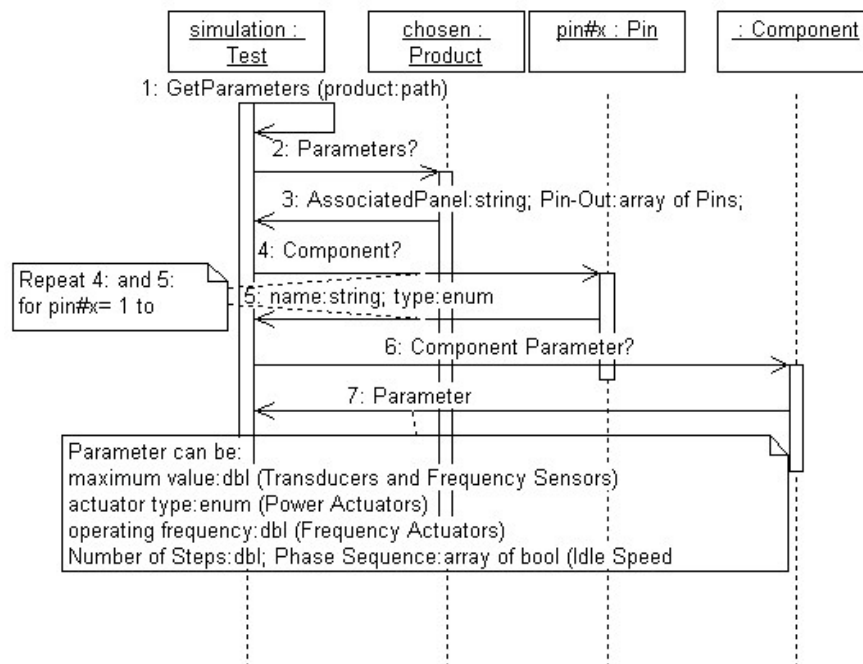 simulation :
Test
chosen :
Product
pin#x : Pin
: Component
1: GetParameters (product:path)
2: Parameters?
3: AssociatedPanel:string; Pin-Out:array of Pins;
4: Component?
Repeat 4: and 5:
for pin#x= 1 to
5: name:string; type:enum
6: Component Parameter?
7: Parameter
Parameter can be:
maximum value:dbl (Transducers and Frequency Sensors)
actuator type:enum (Power Actuators)
operating frequency:dbl (Frequency Actuators)
Number of Steps:dbl; Phase Sequence:array of bool (Idle Speed